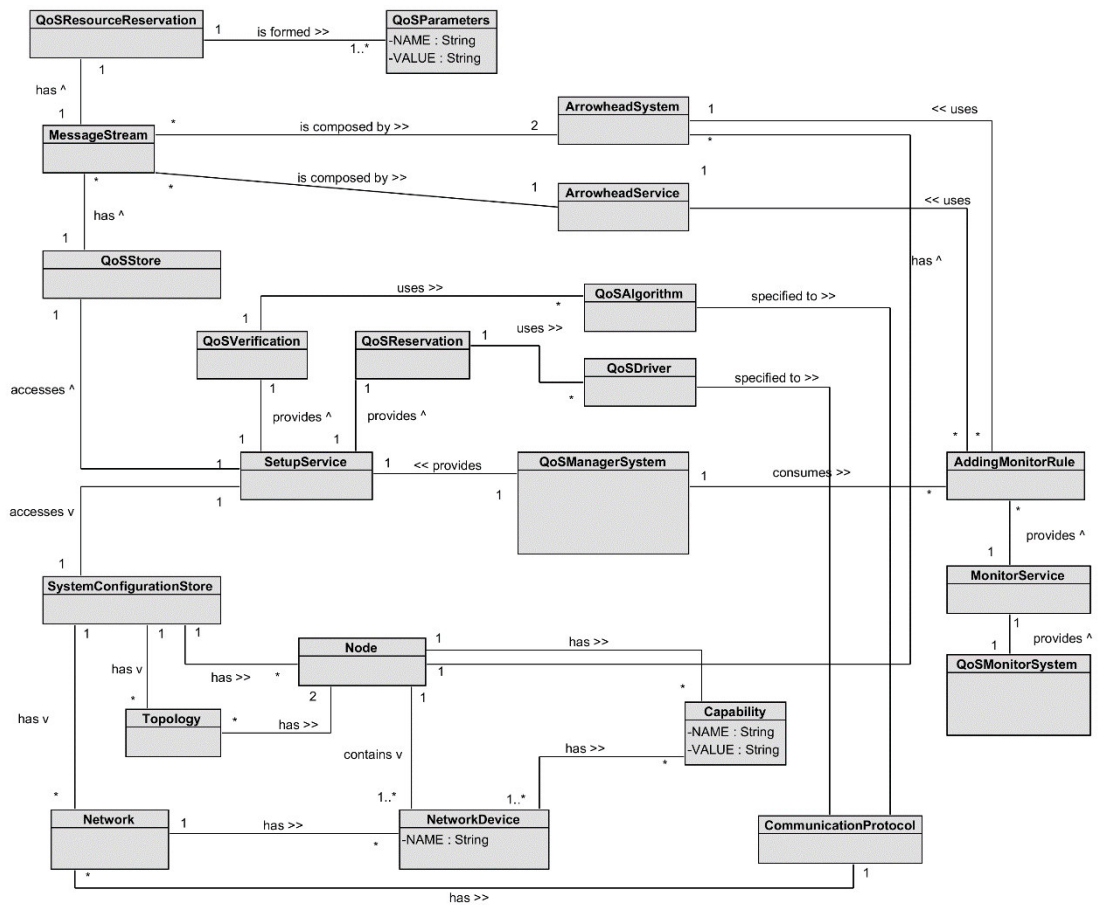 QoSResourceReservation
1
is formed >>
1..*
QoSParameters
-NAME : String
-VALUE : String
1
has ^
1
MessageStream
*
is composed by >>
2
ArrowheadSystem
1
<< uses
*
*
*
is composed by >>
1
ArrowheadService
1
<< uses
has ^
1
QoSStore
has ^
1
uses >>
*
QoSAlgorithm
specified to >>
1
QoSVerification
1
QoSReservation
1
uses >>
1
*
QoSDriver
specified to >>
accesses ^
provides ^
provides ^
1
1
*
*
1
SetupService
1
<< provides
1
QoSManagerSystem
1
consumes >>
*
AddingMonitorRule
*
accesses v
1
1
provides ^
1
MonitorService
1
SystemConfigurationStore
1
1
1
provides ^
1
QoSMonitorSystem
has v
has >>
*
Node
1
has >>
1
*
2
1
has v
*
Topology
*
has >>
Capability
-NAME : String
-VALUE : String
contains v
has >>
*
*
Network
1
has >>
*
1..*
1..*
NetworkDevice
-NAME : String
CommunicationProtocol
*
has >>
1